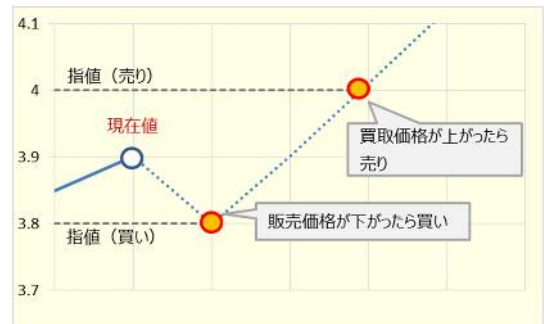 4.1
指値（売り）
4
現在値
買取価格が上がったら
売り
3.9
販売価格が下がったら買い
3.8
指値（買い）
3.7